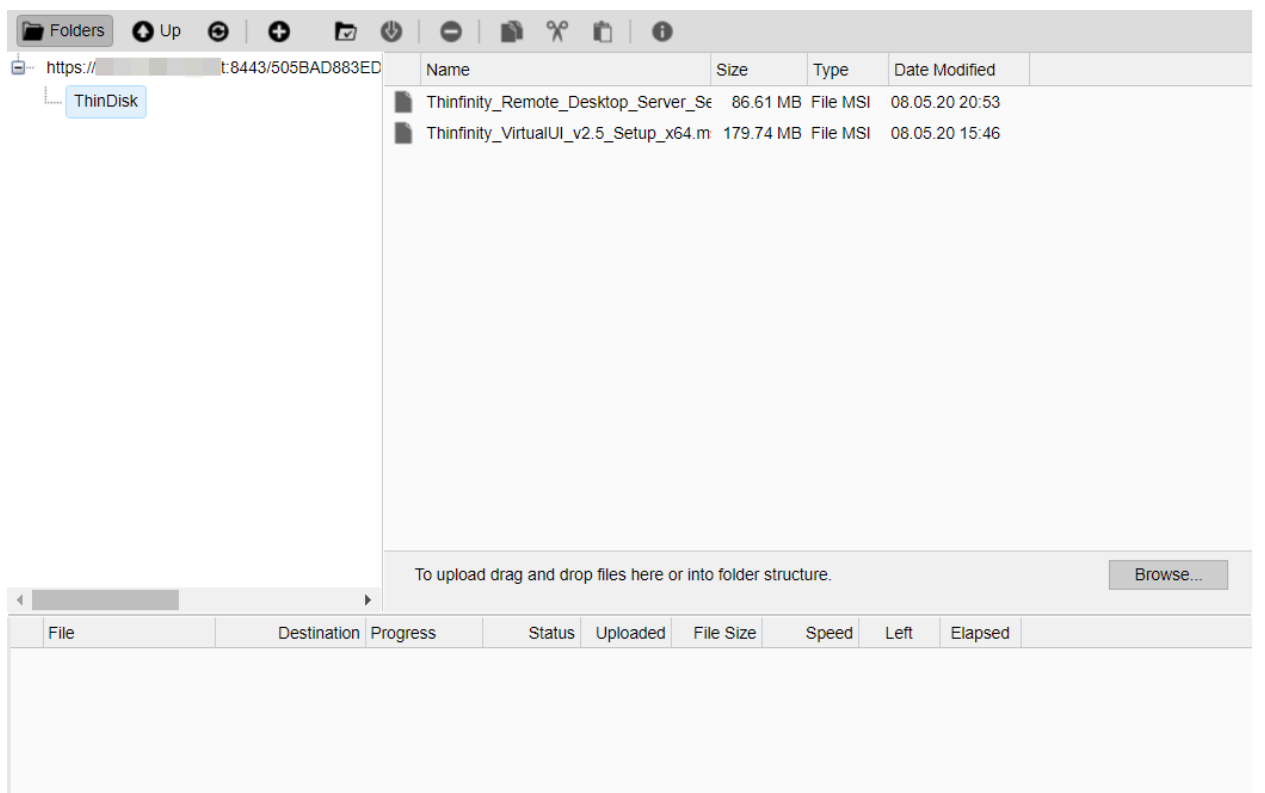 Folders Up
https:// t:8443/505BAD883ED
ThinDisk
Name Size Type Date Modified
Thinfinity_Remote_Desktop_Server_Se 86.61 MB File MSI 08.05.20 20:53
Thinfinity_VirtualUI_v2.5_Setup_x64.m 179.74 MB File MSI 08.05.20 15:46
To upload drag and drop files here or into folder structure. Browse...
File Destination Progress Status Uploaded File Size Speed Left Elapsed